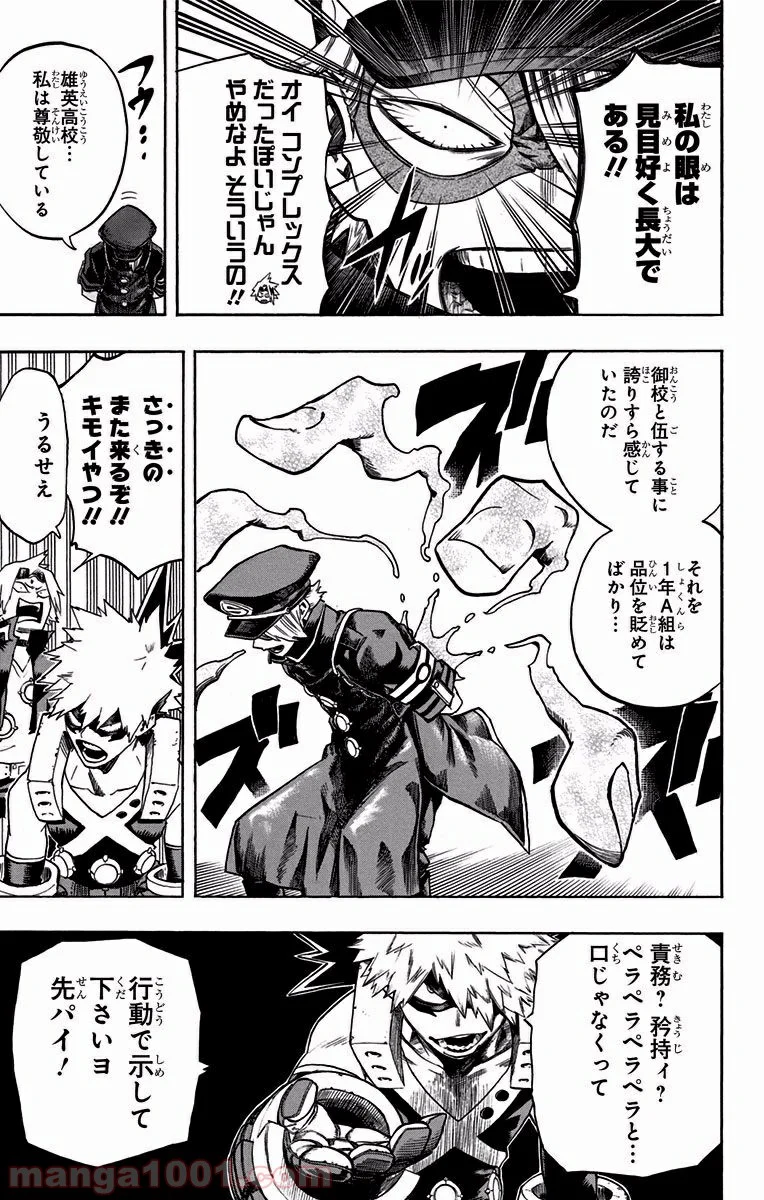 私の眼は
見目好く長大で
ある!!
オイ コンプレックス
だったぽいじゃん
やめなよ そういうの!!
フゥ…
雄英高校…
私は尊敬している
御校と伍する事に
誇りすら感じて
いたのだ
それを
1年A組は
品位を貶めて
ばかり…
さっきの
また来るぞ!!
キモイやつ!!
うるせえ
責務? 矜持ィ?
ペラペラペラペラと…
口じゃなくって
行動で示して
下さいヨ
先パイ!
manga1001.com